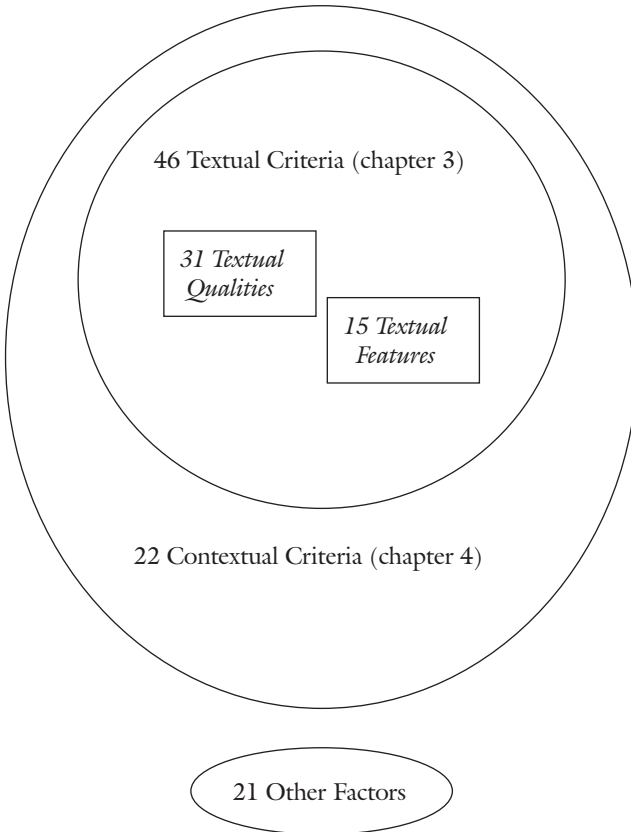 46 Textual Criteria (chapter 3)
31 Textual
Qualities
15 Textual
Features
22 Contextual Criteria (chapter 4)
21 Other Factors